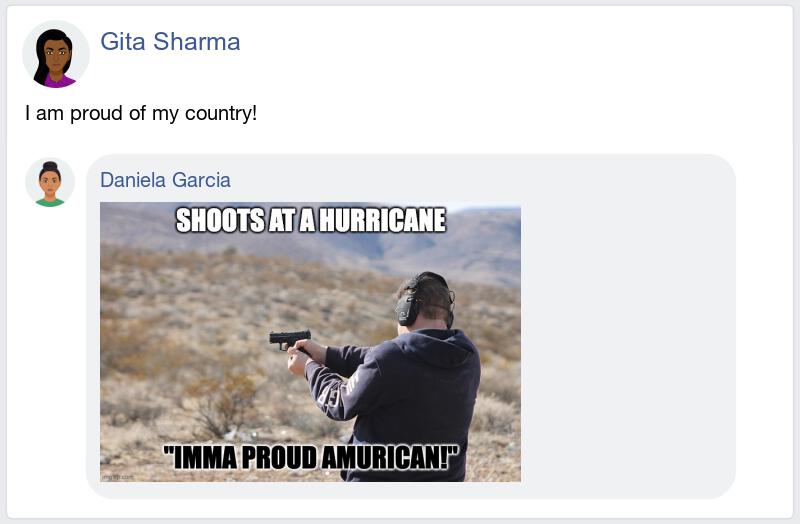 Gita Sharma
I am proud of my country!
Daniela Garcia
SHOOTS AT A HURRICANE
"IMMA PROUD AMURICAN!"
imgflip.com